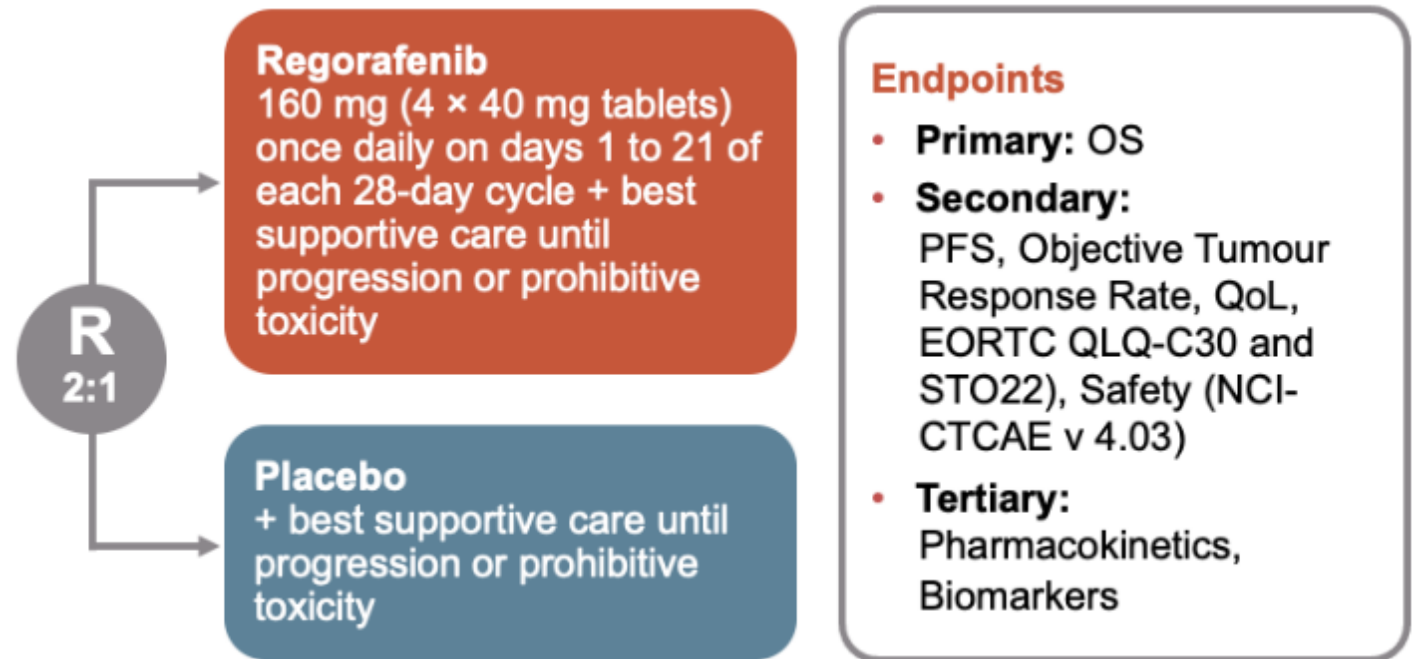 Regorafenib
160 mg (4 × 40 mg tablets)
once daily on days 1 to 21 of
each 28-day cycle + best
supportive care until
progression or prohibitive
toxicity
R
2:1
Placebo
+ best supportive care until
progression or prohibitive
toxicity
Endpoints
• Primary: OS
• Secondary:
PFS, Objective Tumour
Response Rate, QoL,
EORTC QLQ-C30 and
STO22), Safety (NCI-
CTCAE v 4.03)
• Tertiary:
Pharmacokinetics,
Biomarkers